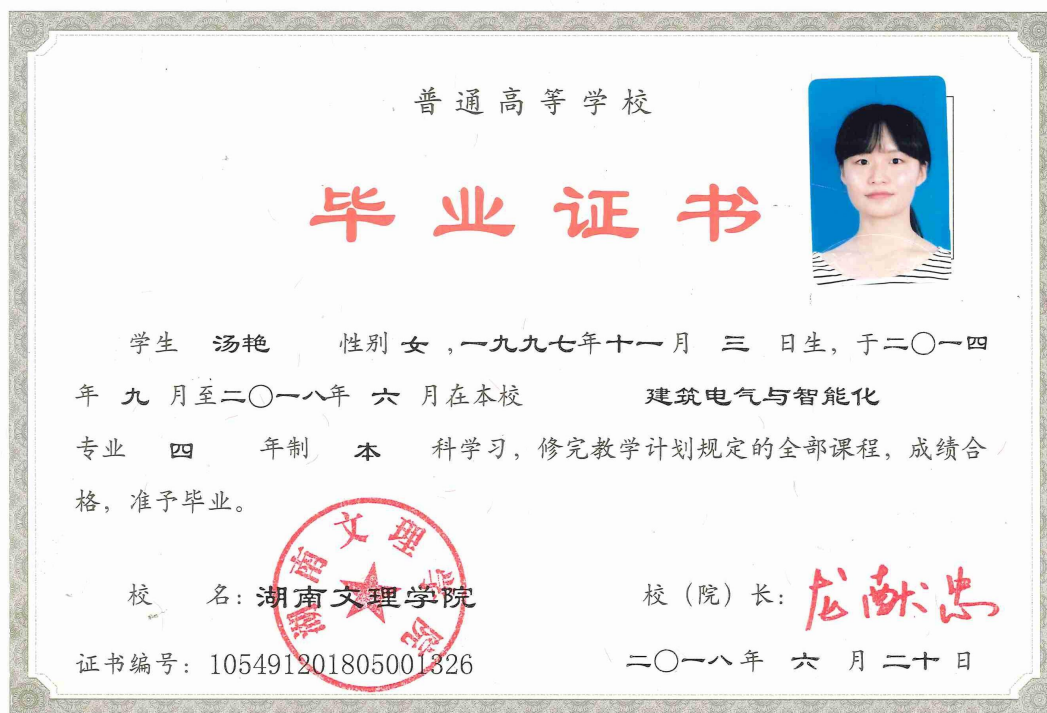 普通高等学校
毕业证书
学生 汤艳 性别 女 ,一九九七年十一月 三 日生，于二〇一四
年 九 月至二〇一八年 六 月在本校 建筑电气与智能化
专业 四 年制 本 科学习，修完教学计划规定的全部课程，成绩合
格，准予毕业。
湖南文理学院
校 名：湖南文理学院
校（院）长：龙献忠
证书编号：105491201805001326
二〇一八年 六 月二十日